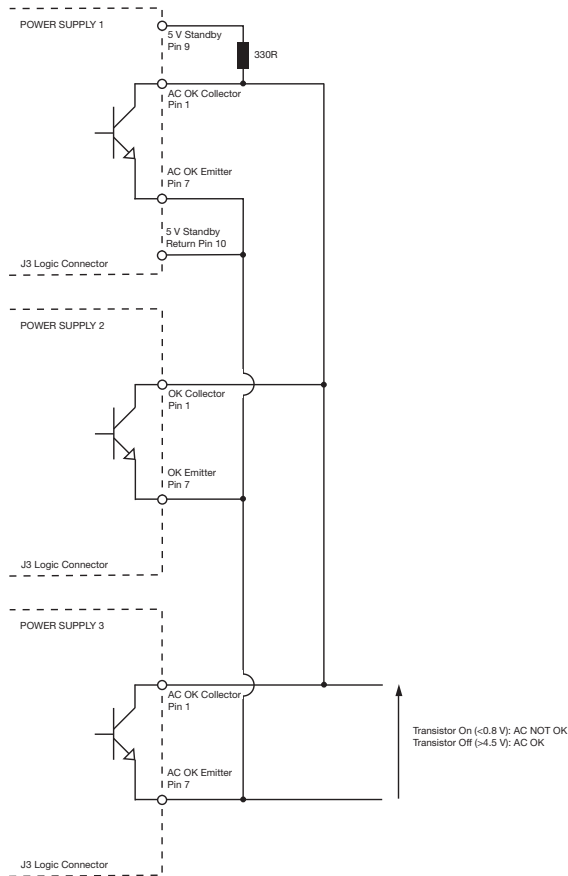 POWER SUPPLY 1
5 V Standby
Pin 9
330R
AC OK Collector
Pin 1
AC OK Emitter
Pin 7
5 V Standby
Return Pin 10
J3 Logic Connector
POWER SUPPLY 2
OK Collector
Pin 1
OK Emitter
Pin 7
J3 Logic Connector
POWER SUPPLY 3
AC OK Collector
Pin 1
Transistor On (<0.8 V): AC NOT OK
Transistor Off (>4.5 V): AC OK
AC OK Emitter
Pin 7
J3 Logic Connector